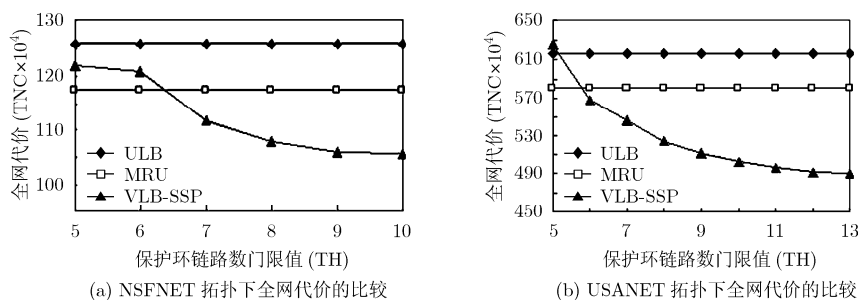 全网代价 (TNC×10⁴)
130
120
110
100
ULB
MRU
VLB-SSP
5 6 7 8 9 10
保护环链路数门限值 (TH)
(a) NSFNET 拓扑下全网代价的比较
全网代价 (TNC×10⁴)
650
610
570
530
490
450
ULB
MRU
VLB-SSP
5 7 9 11 13
保护环链路数门限值 (TH)
(b) USANET 拓扑下全网代价的比较